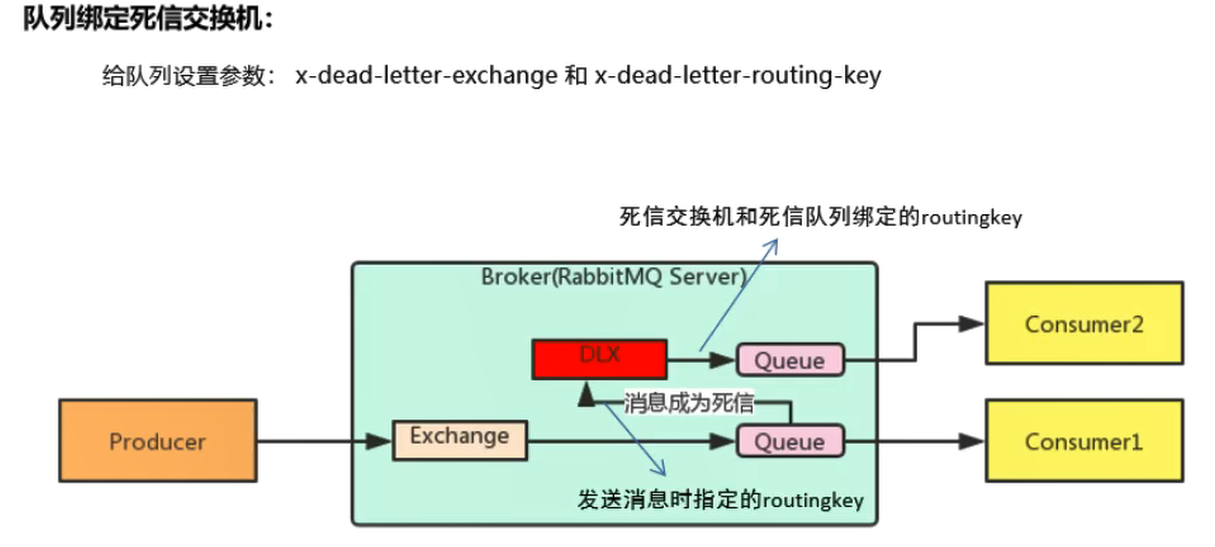 队列绑定死信交换机：
给队列设置参数： x-dead-letter-exchange 和 x-dead-letter-routing-key
死信交换机和死信队列绑定的routingkey
Broker(RabbitMQ Server)
DLX
Queue
Consumer2
消息成为死信
Producer
Exchange
Queue
Consumer1
发送消息时指定的routingkey